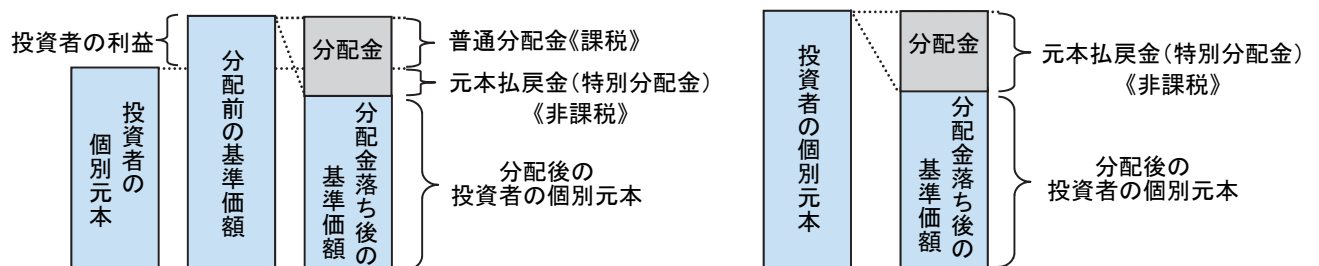 投資者の利益
投資者の
個別元本
分配前の基準価額
分配金
分配金落ち後の
基準価額
普通分配金《課税》
元本払戻金(特別分配金)
《非課税》
分配後の
投資者の個別元本
投資者の個別元本
分配金
分配金落ち後の
基準価額
元本払戻金(特別分配金)
《非課税》
分配後の
投資者の個別元本